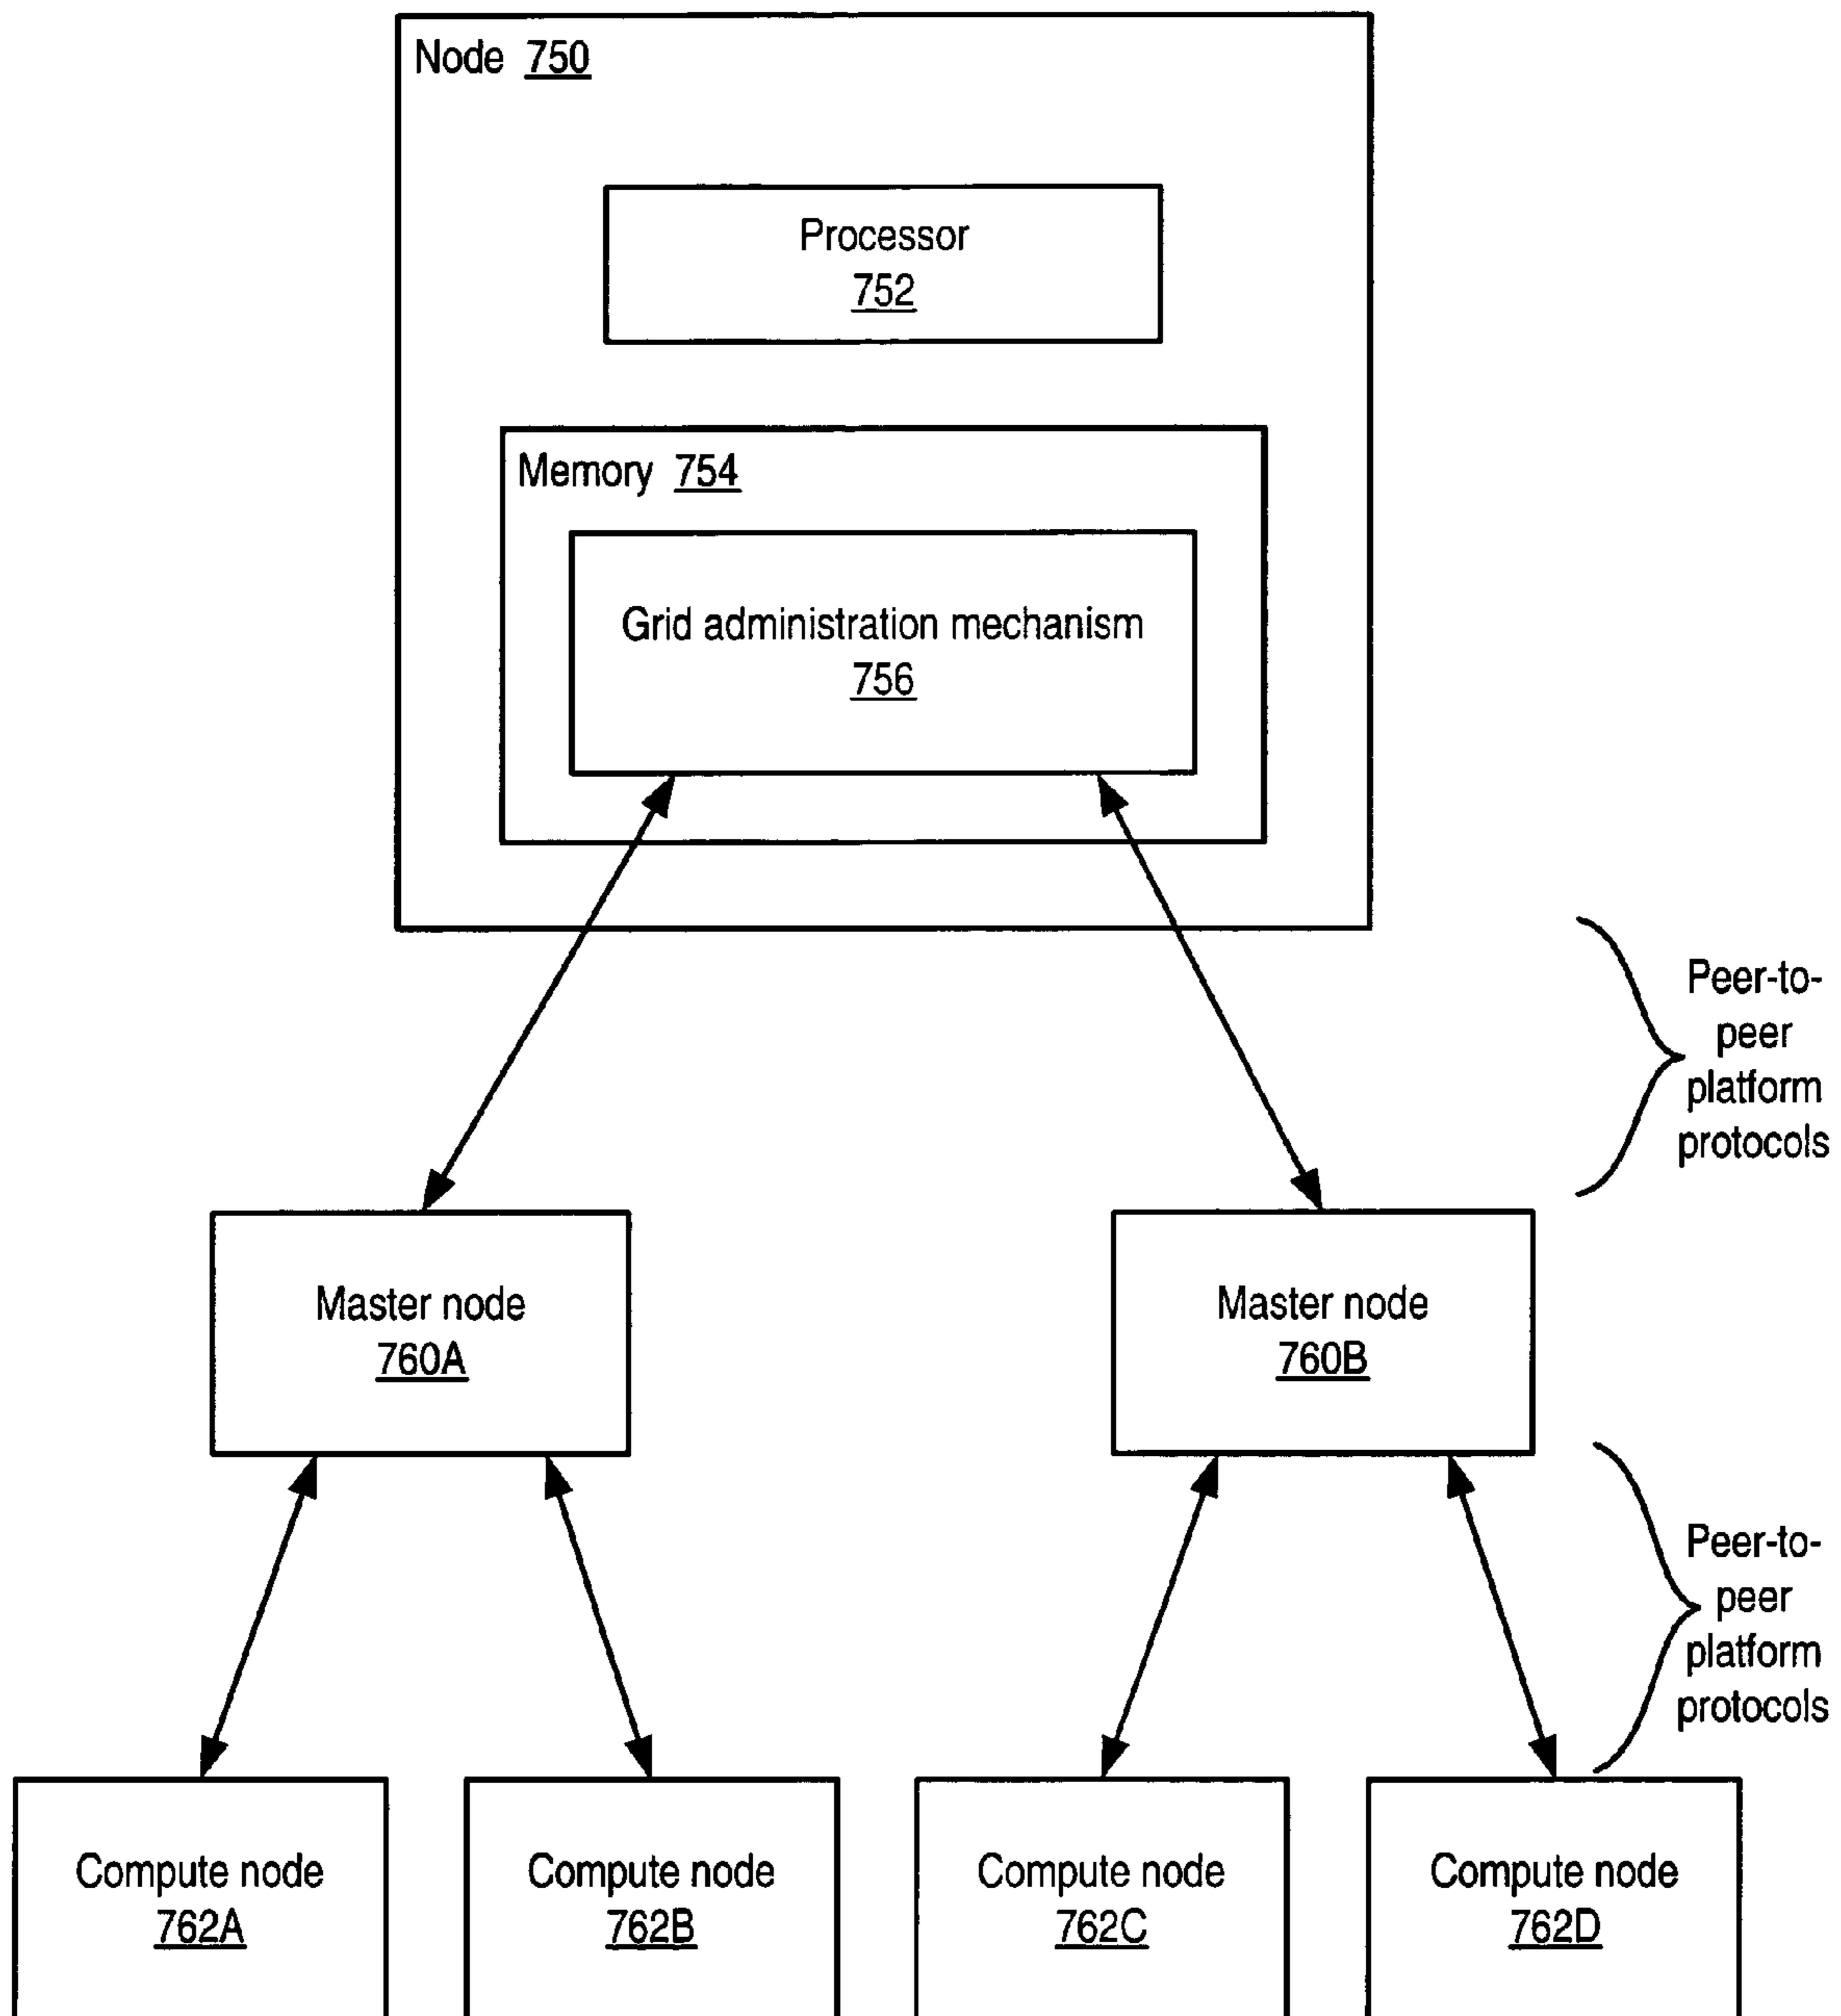 Node 750
Processor
752
Memory 754
Grid administration mechanism
756
Peer-to-
peer
platform
protocols
Master node
760A
Master node
760B
Peer-to-
peer
platform
protocols
Compute node
762A
Compute node
762B
Compute node
762C
Compute node
762D